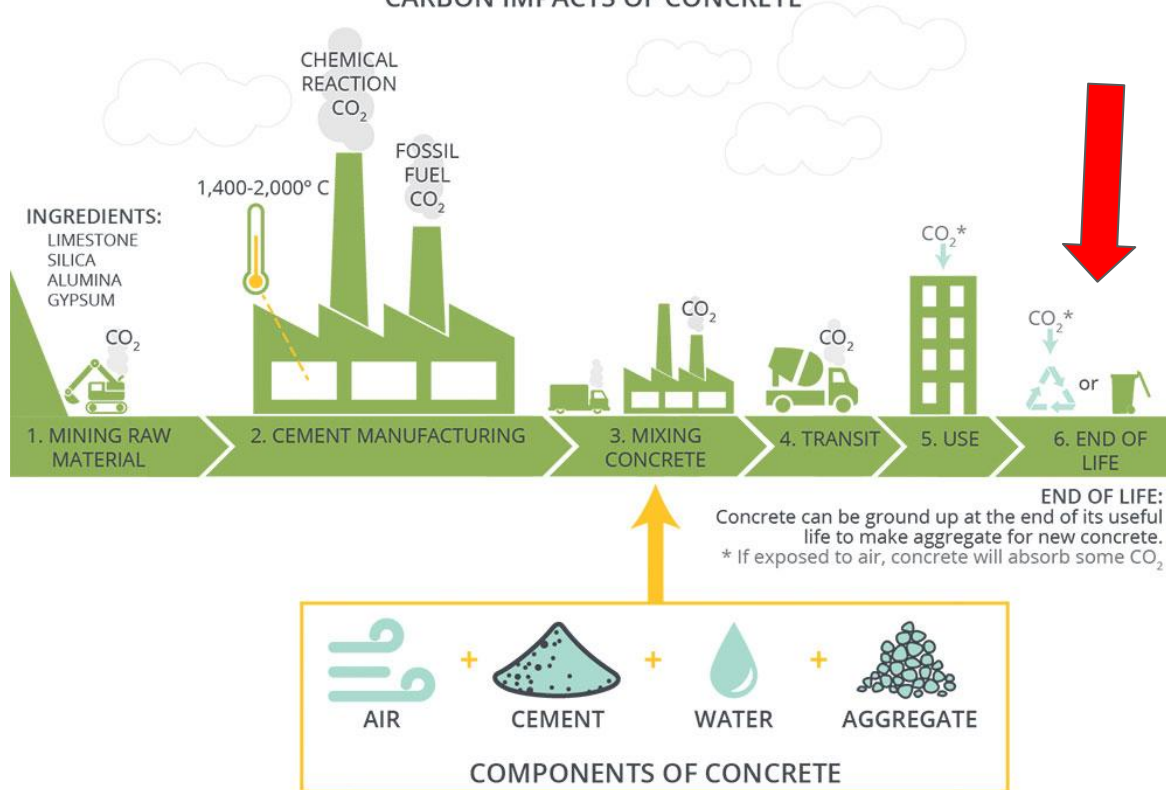 CARBON IMPACTS OF CONCRETE
CHEMICAL
REACTION
CO₂
FOSSIL
FUEL
CO₂
1,400-2,000° C
INGREDIENTS:
LIMESTONE
SILICA
ALUMINA
GYPSUM
CO₂
CO₂
CO₂
CO₂*
CO₂*
or
1. MINING RAW
MATERIAL
2. CEMENT MANUFACTURING
3. MIXING
CONCRETE
4. TRANSIT
5. USE
6. END OF
LIFE
END OF LIFE:
Concrete can be ground up at the end of its useful
life to make aggregate for new concrete.
* If exposed to air, concrete will absorb some CO₂
+
+
+
AIR
CEMENT
WATER
AGGREGATE
COMPONENTS OF CONCRETE